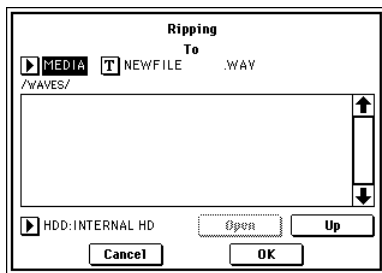 Ripping
To
MEDIA T NEWFILE .WAV
/WAVES/
HDD:INTERNAL HD Open Up
Cancel OK